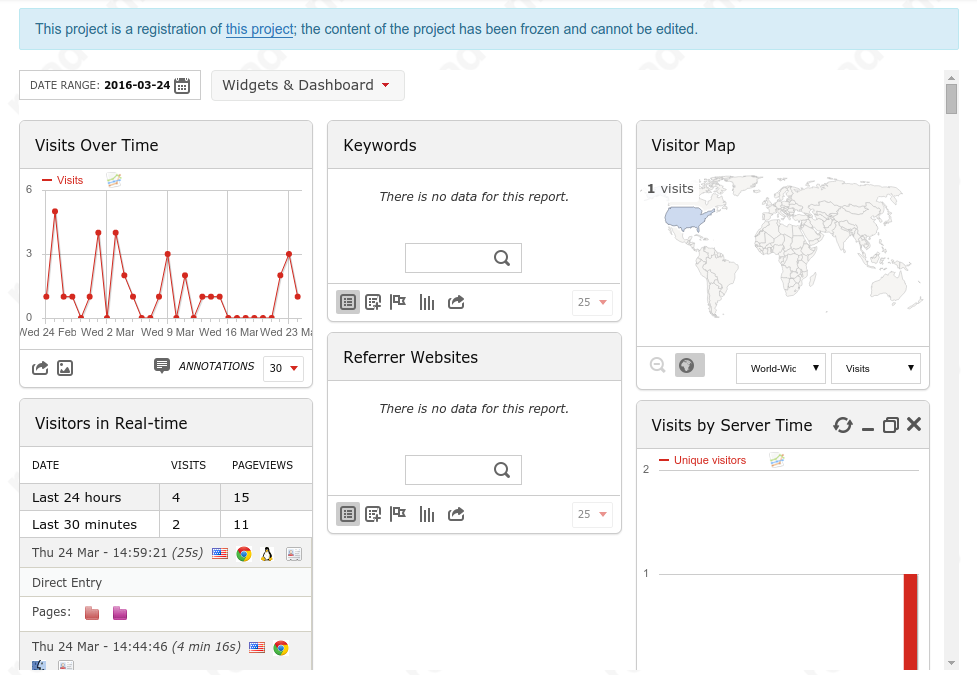 This project is a registration of this project; the content of the project has been frozen and cannot be edited.
DATE RANGE: 2016-03-24
Widgets & Dashboard
Visits Over Time
Visits
6
3
0
Wed 24 Feb Wed 2 Mar Wed 9 Mar Wed 16 Mar Wed 23 Ma
ANNOTATIONS
30
Visitors in Real-time
DATE VISITS PAGEVIEWS
Last 24 hours 4 15
Last 30 minutes 2 11
Thu 24 Mar - 14:59:21 (25s)
Direct Entry
Pages:
Thu 24 Mar - 14:44:46 (4 min 16s)
Keywords
There is no data for this report.
25
Referrer Websites
There is no data for this report.
25
Visitor Map
1 visits
World-Wic
Visits
Visits by Server Time
Unique visitors
2
1